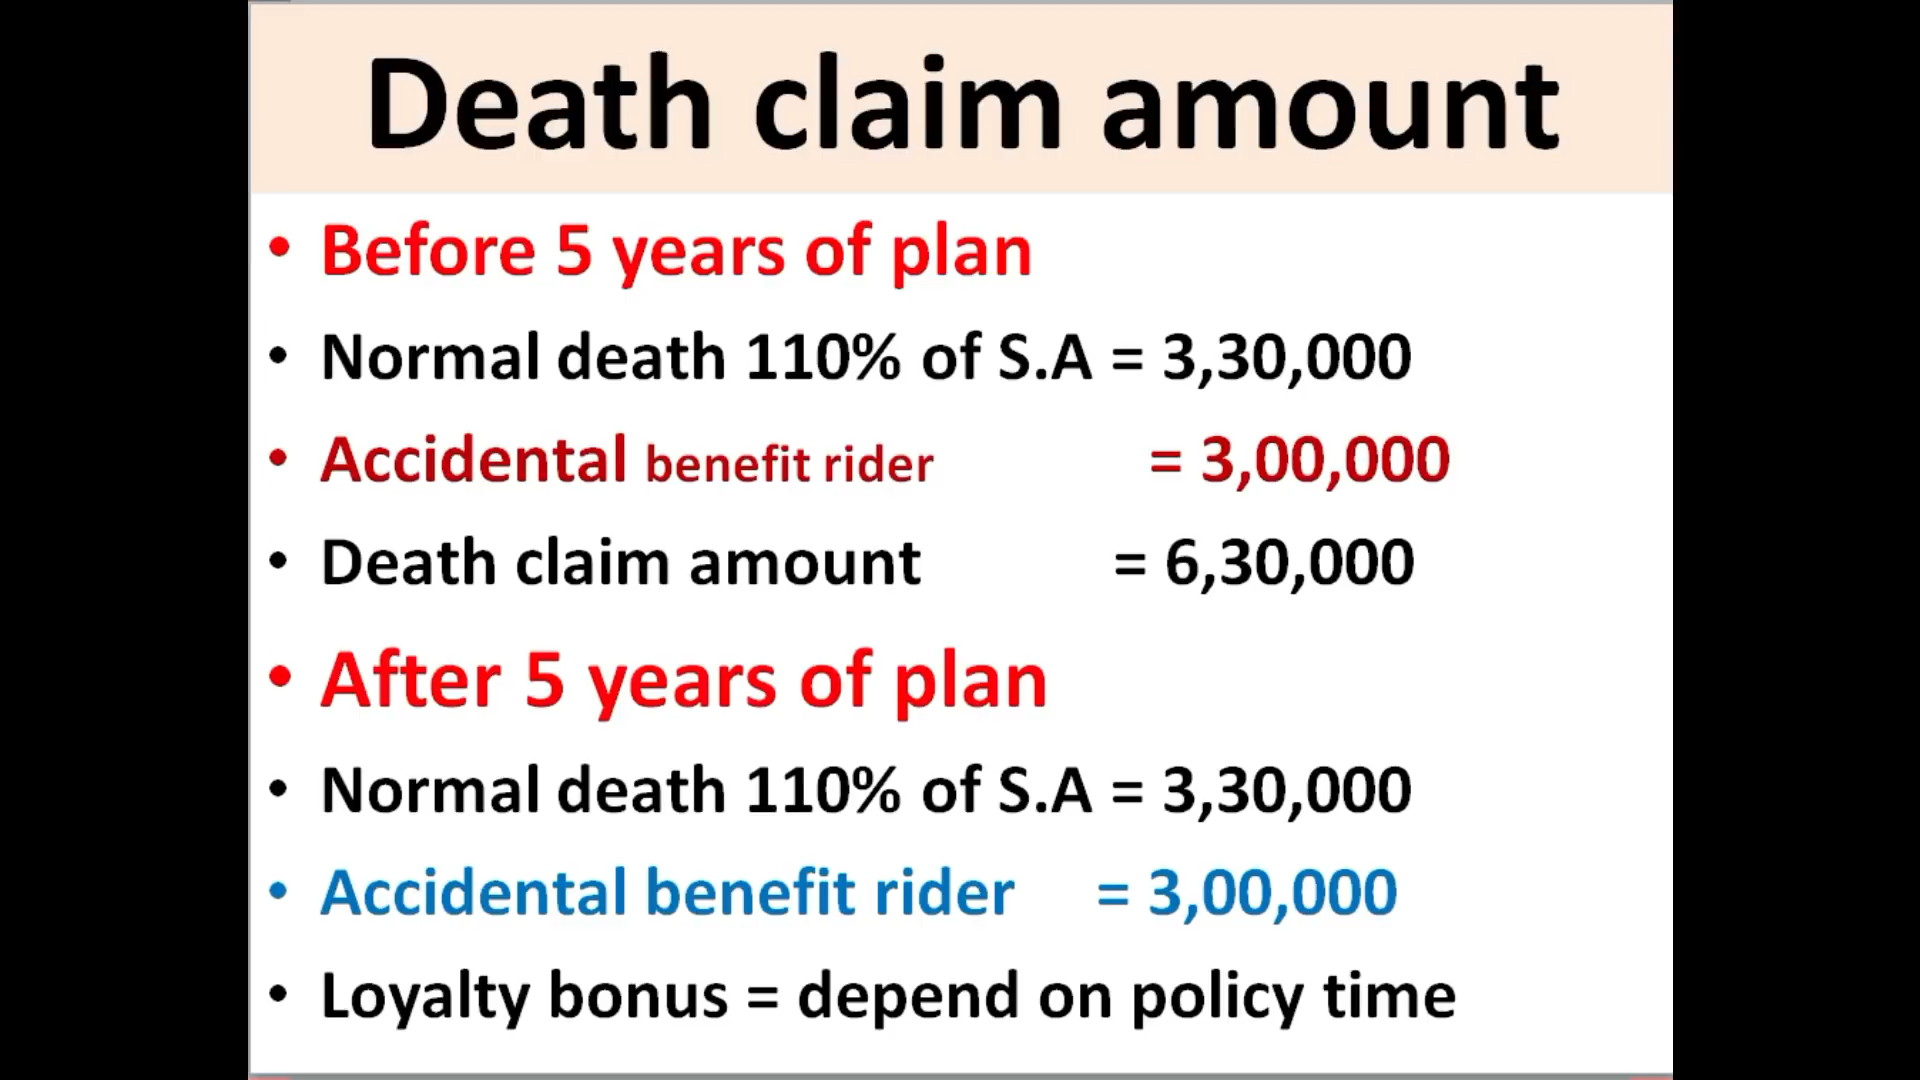 Death claim amount
• Before 5 years of plan
• Normal death 110% of S.A = 3,30,000
• Accidental benefit rider = 3,00,000
• Death claim amount = 6,30,000
• After 5 years of plan
• Normal death 110% of S.A = 3,30,000
• Accidental benefit rider = 3,00,000
• Loyalty bonus = depend on policy time